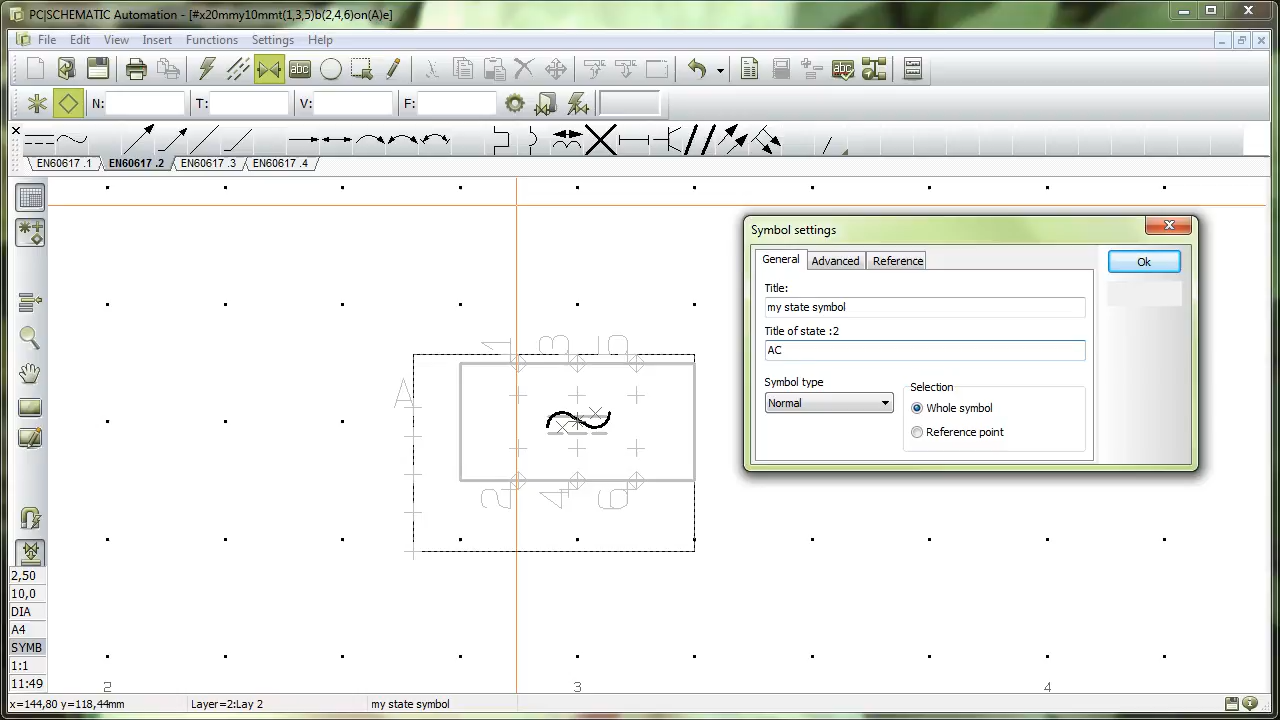 PC|SCHEMATIC Automation - [#x20mmy10mmt(1,3,5)b(2,4,6)on(A)e]
File Edit View Insert Functions Settings Help
abc
abc
N: T: V: F:
EN60617 .1 EN60617 .2 EN60617 .3 EN60617 .4
Symbol settings
General Advanced Reference
Ok
Title:
my state symbol
Title of state :2
AC
Symbol type
Normal
Selection
Whole symbol
Reference point
1 3 5
A
2 4 6
2,50
10,0
DIA
A4
SYMB
1:1
11:49
2 3 4
x=144,80 y=118,44mm Layer=2:Lay 2 my state symbol